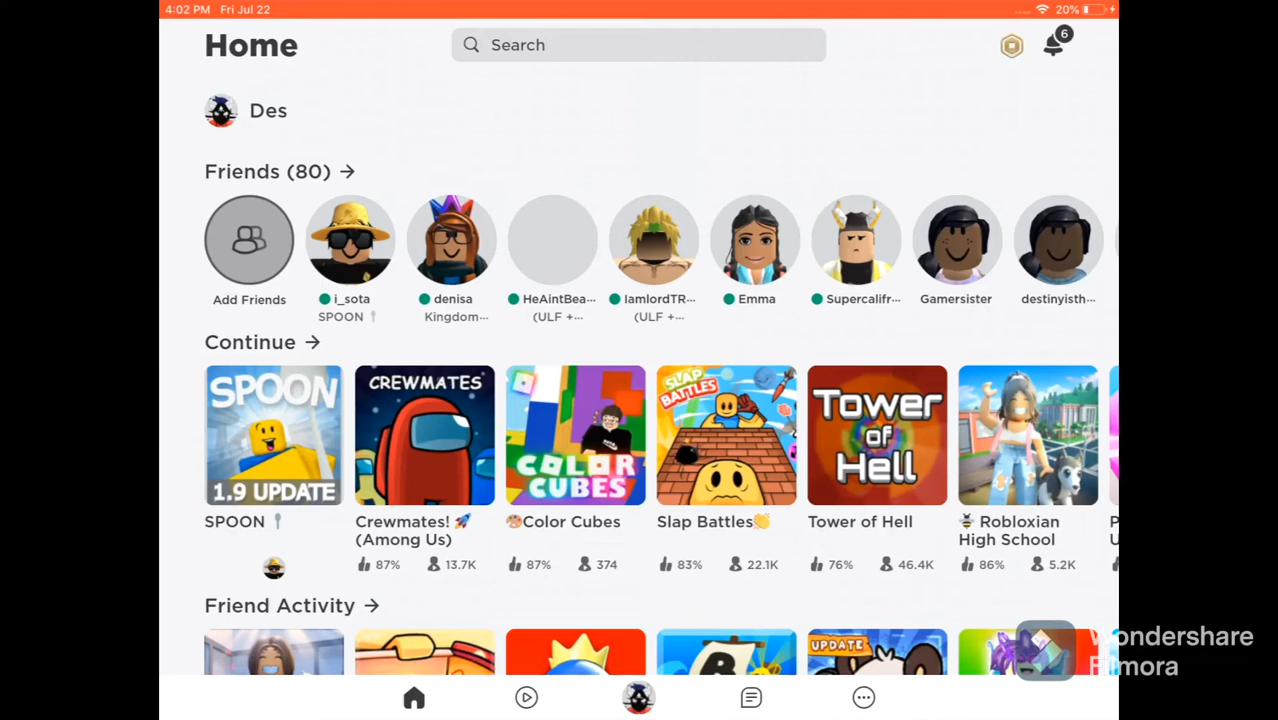 4:02 PM Fri Jul 22
20%
Home
Search
6
Des
Friends (80) →
Add Friends
i_sota
SPOON
denisa
Kingdom...
HeAintBea...
(ULF +...
IamlordTR...
(ULF +...
Emma
Supercalifr...
Gamersister
destinyisth...
Continue →
SPOON
1.9 UPDATE
CREWMATES
COLOR
CUBES
SLAP
BATTLES
TOWER
of
HELL
SPOON
Crewmates! 🚀
(Among Us)
🎨Color Cubes
Slap Battles👏
Tower of Hell
🐝 Robloxian
High School
87% 13.7K
87% 374
83% 22.1K
76% 46.4K
86% 5.2K
Friend Activity →
UPDATE
Wondershare
Filmora